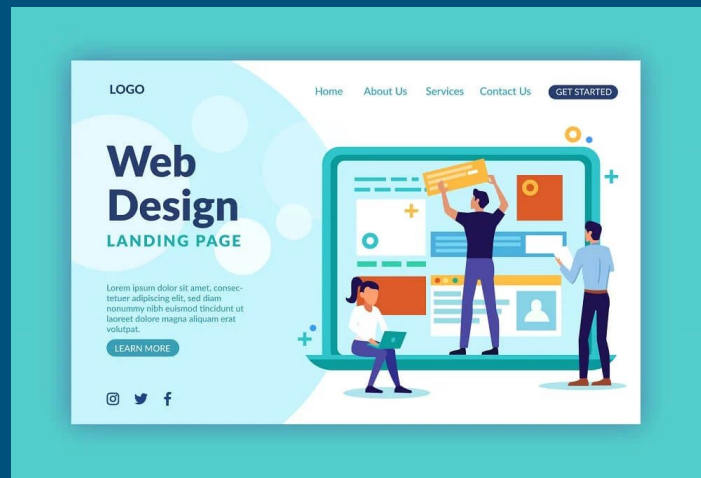 LOGO
Home
About Us
Services
Contact Us
GET STARTED
Web
Design
LANDING PAGE
Lorem ipsum dolor sit amet, consec-
tetuer adipiscing elit, sed diam
nonummy nibh euismod tincidunt ut
laoreet dolore magna aliquam erat
volutpat.
LEARN MORE